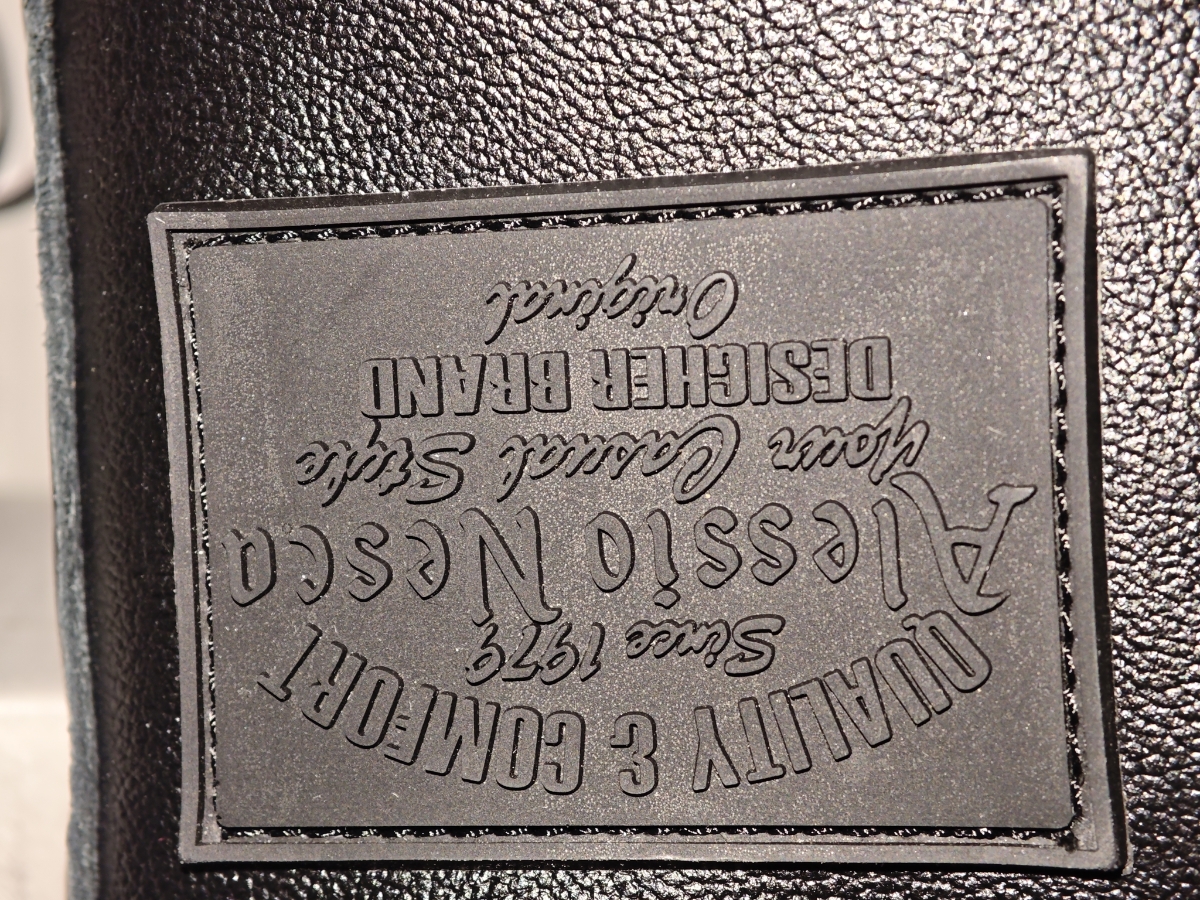 QUALITY & COMFORT
Since 1979
Alessio Nesca
Your Casual Style
DESIGHER BRAND
Original